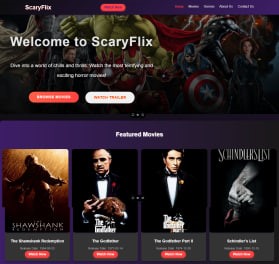 ScaryFlix
Home Movies Genres About Us Contact Us
Welcome to ScaryFlix
Dive into a world of chills and thrills. Watch the most terrifying and
exciting horror movies!
BROWSE MOVIES WATCH TRAILER
Featured Movies
SHAWSHANK
REDEMPTION
The Godfather
The Godfather
SCHINDLER'S LIST
The Shawshank Redemption The Godfather The Godfather Part II Schindler's List
Watch Now Watch Now Watch Now Watch Now